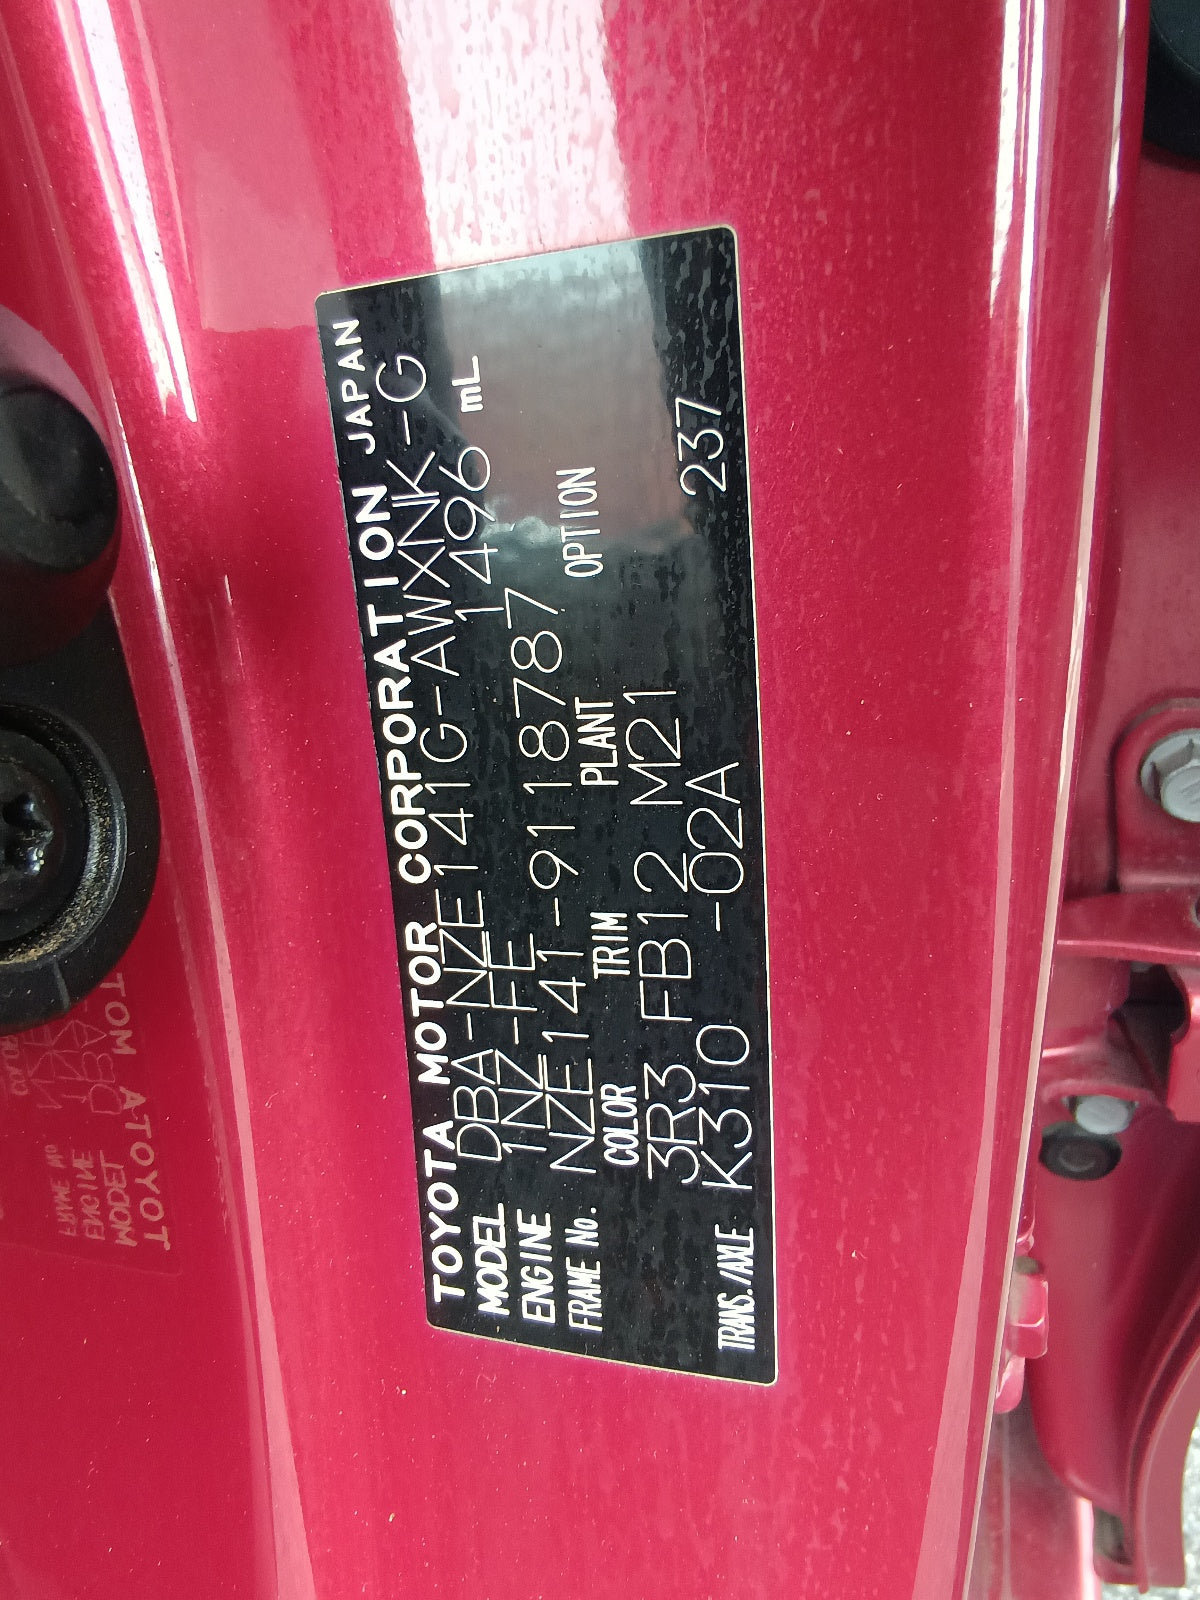 TOYOTA MOTOR CORPORATION JAPAN
MODEL DBA-NZE141G-AWXNK-G
ENGINE 1NZ-FE 1496 mL
FRAME No. NZE141-9118787
COLOR TRIM PLANT OPTION
3R3 FB12 M21 237
TRANS./AXLE K310 -02A